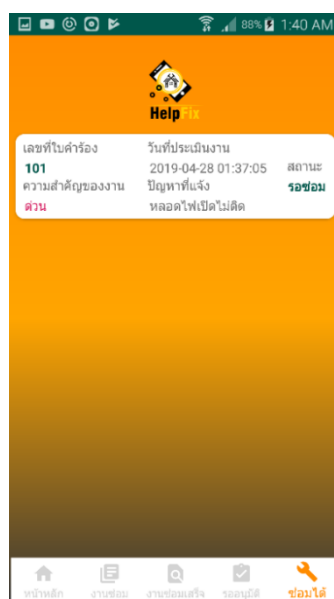 88% 1:40 AM
HelpFix
เลขที่ใบคำร้อง วันที่ประเมินงาน
101 2019-04-28 01:37:05 สถานะ
ความสำคัญของงาน ปัญหาที่แจ้ง รอซ่อม
ด่วน หลอดไฟเปิดไม่ติด
หน้าหลัก งานซ่อม งานซ่อมเสร็จ รออนุมัติ ซ่อมได้